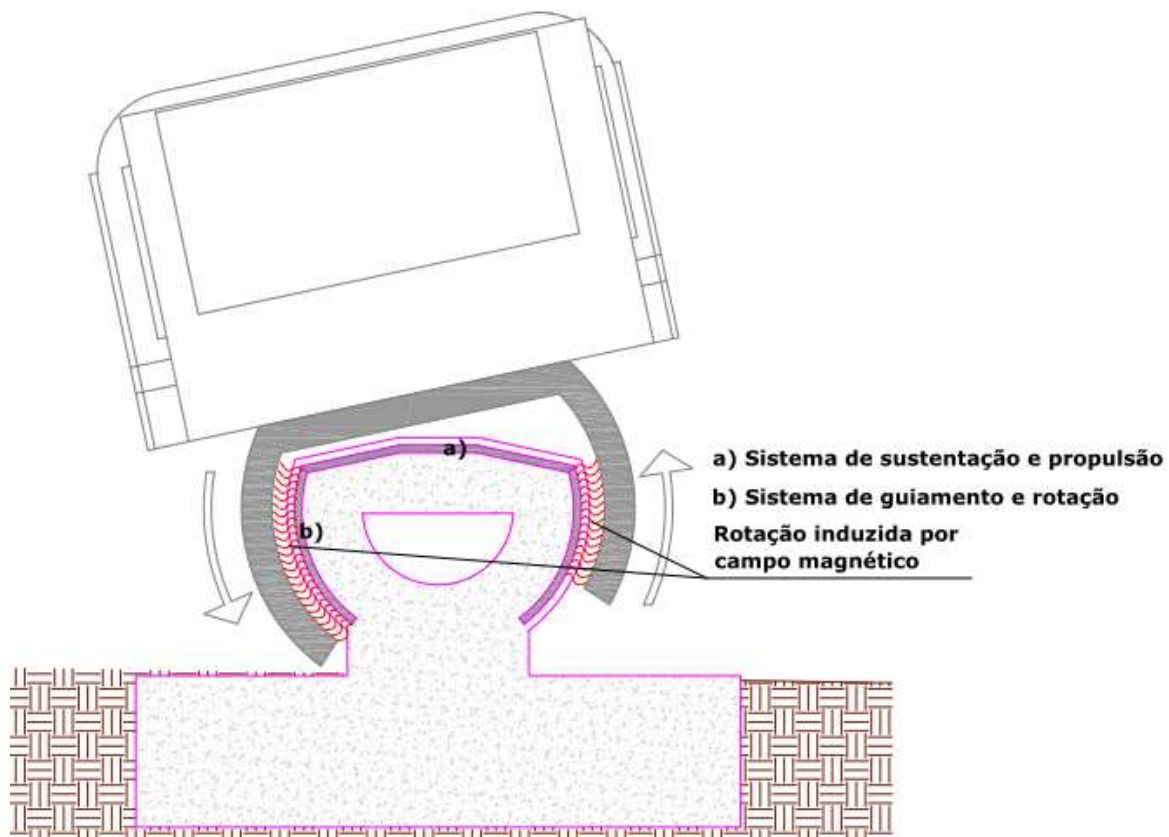 a)
b)
a) Sistema de sustentação e propulsão
b) Sistema de guiamento e rotação
Rotação induzida por
campo magnético